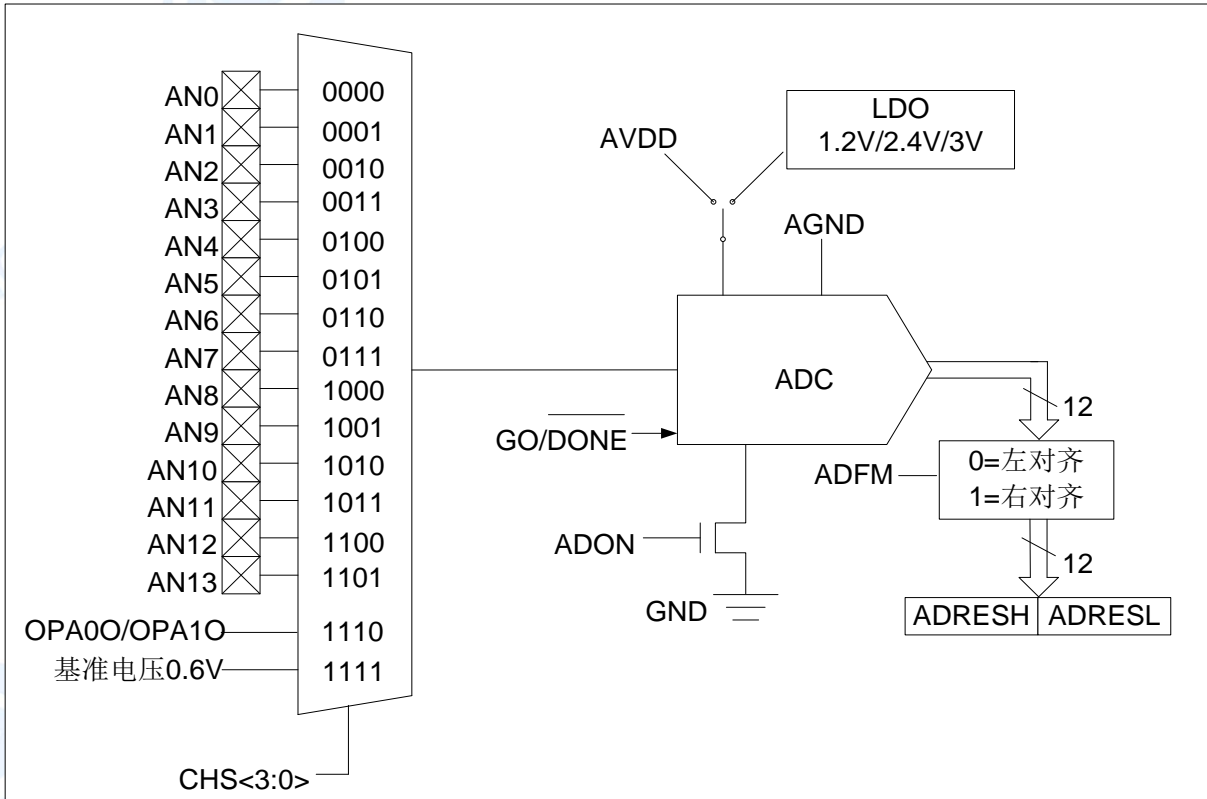 AN0
0000
AN1
0001
AN2
0010
AN3
0011
AN4
0100
AN5
0101
AN6
0110
AN7
0111
AN8
1000
AN9
1001
AN10
1010
AN11
1011
AN12
1100
AN13
1101
OPA0O/OPA1O
1110
基准电压0.6V
1111
CHS<3:0>
AVDD
LDO
1.2V/2.4V/3V
AGND
ADC
GO/DONE
ADON
GND
12
ADFM
0=左对齐
1=右对齐
12
ADRESH
ADRESL